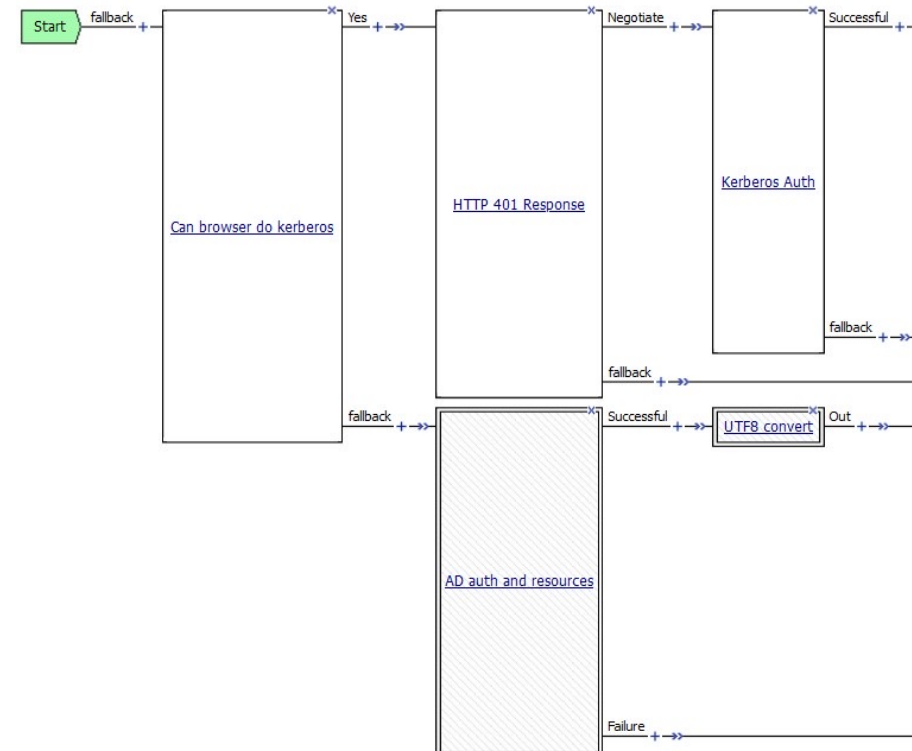 Start
fallback
Can browser do kerberos
Yes
HTTP 401 Response
Negotiate
Kerberos Auth
Successful
fallback
fallback
fallback
AD auth and resources
Successful
UTF8 convert
Out
Failure